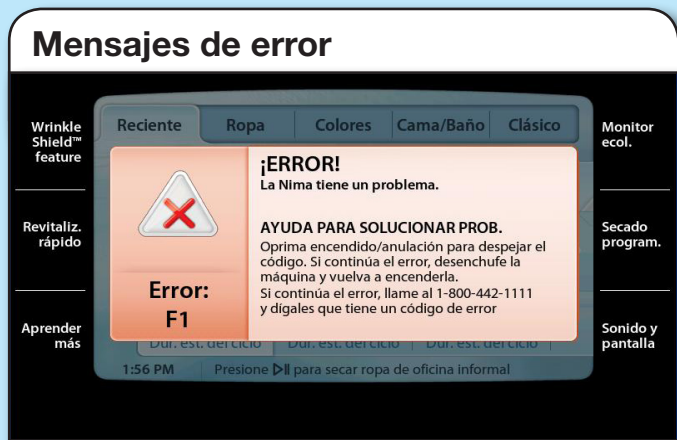 Mensajes de error
Wrinkle
Shield™
feature
Revitaliz.
rápido
Aprender
más
Reciente Ropa Colores Cama/Baño Clásico
¡ERROR!
La Nima tiene un problema.
AYUDA PARA SOLUCIONAR PROB.
Oprima encendido/anulación para despejar el
código. Si continúa el error, desenchufe la
máquina y vuelva a encenderla.
Si continúa el error, llame al 1-800-442-1111
y dígales que tiene un código de error
Error:
F1
Dur. est. del ciclo Dur. est. del ciclo Dur. est. del ciclo
1:56 PM Presione ▷II para secar ropa de oficina informal
Monitor
ecol.
Secado
program.
Sonido y
pantalla